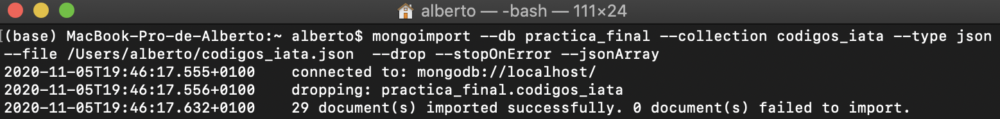 alberto — -bash — 111×24
(base) MacBook-Pro-de-Alberto:~ alberto$ mongoimport --db practica_final --collection codigos_iata --type json
--file /Users/alberto/codigos_iata.json  --drop --stopOnError --jsonArray
2020-11-05T19:46:17.555+0100    connected to: mongodb://localhost/
2020-11-05T19:46:17.556+0100    dropping: practica_final.codigos_iata
2020-11-05T19:46:17.632+0100    29 document(s) imported successfully. 0 document(s) failed to import.